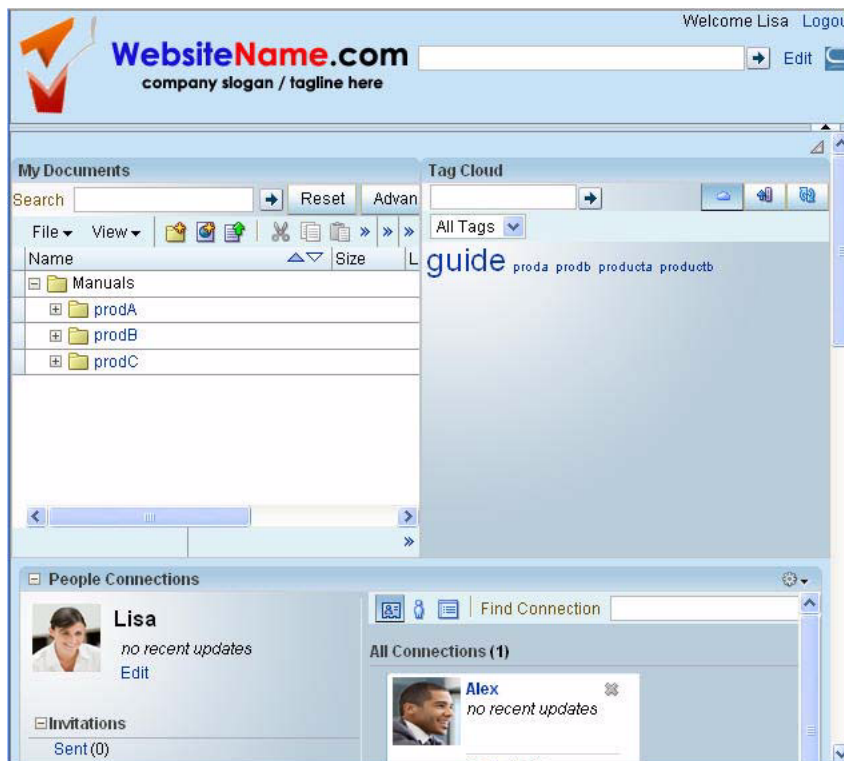 Welcome Lisa
WebsiteName.com
company slogan / tagline here
Edit
My Documents
Search
Reset
File
View
Name
Size
Manuals
prodA
prodB
prodC
Tag Cloud
All Tags
guide proda prodb producta productb
People Connections
Lisa
no recent updates
Edit
Invitations
Sent (0)
Find Connection
All Connections (1)
Alex
no recent updates